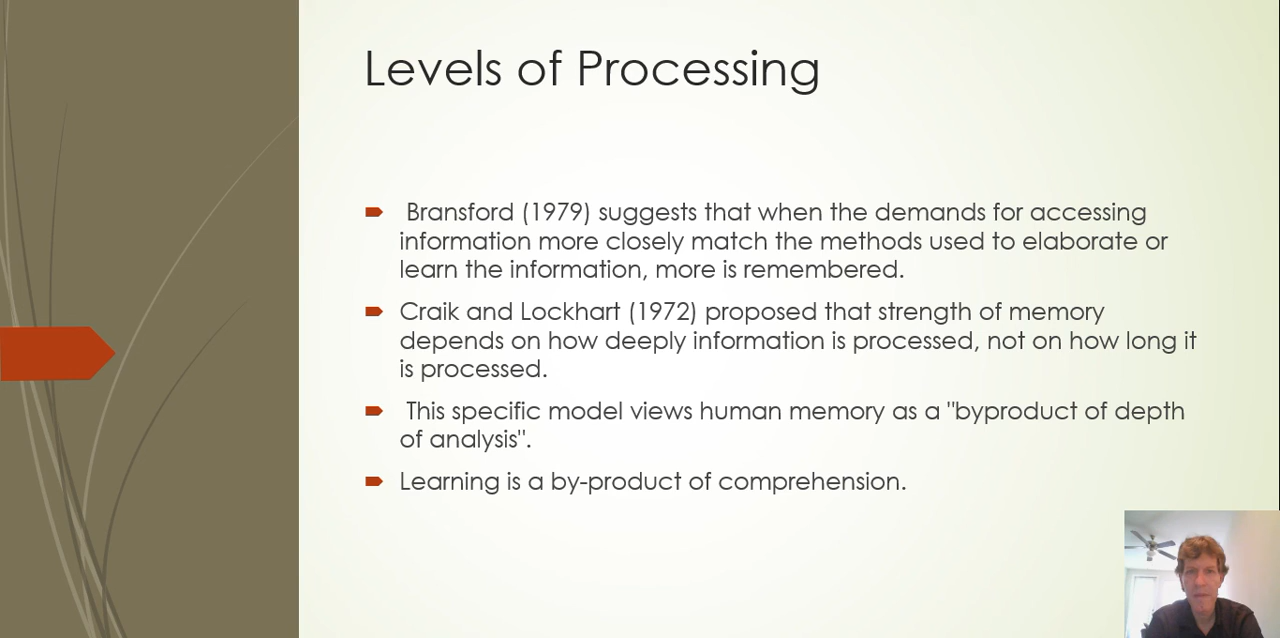 Levels of Processing
Bransford (1979) suggests that when the demands for accessing
information more closely match the methods used to elaborate or
learn the information, more is remembered.
Craik and Lockhart (1972) proposed that strength of memory
depends on how deeply information is processed, not on how long it
is processed.
This specific model views human memory as a "byproduct of depth
of analysis".
Learning is a by-product of comprehension.